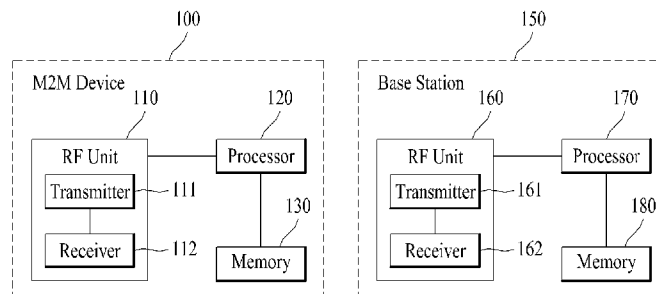 100
M2M Device
110
120
RF Unit
Processor
Transmitter
111
130
Receiver
112
Memory
150
Base Station
160
170
RF Unit
Processor
Transmitter
161
180
Receiver
162
Memory